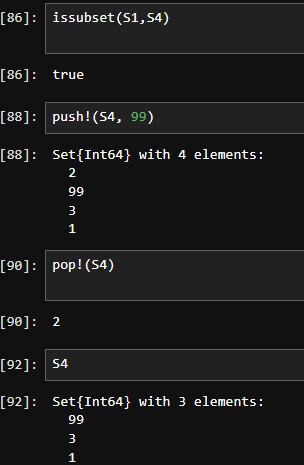 [86]: issubset(S1,S4)
[86]: true
[88]: push!(S4, 99)
[88]: Set{Int64} with 4 elements:
2
99
3
1
[90]: pop!(S4)
[90]: 2
[92]: S4
[92]: Set{Int64} with 3 elements:
99
3
1